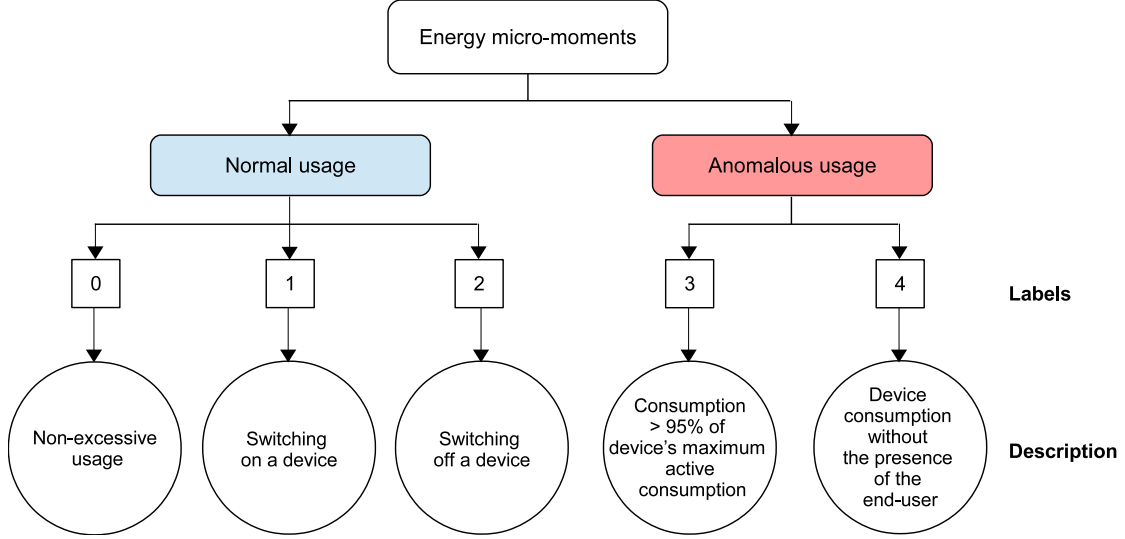 Energy micro-moments
Normal usage
Anomalous usage
0
1
2
3
4
Labels
Non-excessive
usage
Switching
on a device
Switching
off a device
Consumption
> 95% of
device's maximum
active
consumption
Device
consumption
without
the presence
of the
end-user
Description